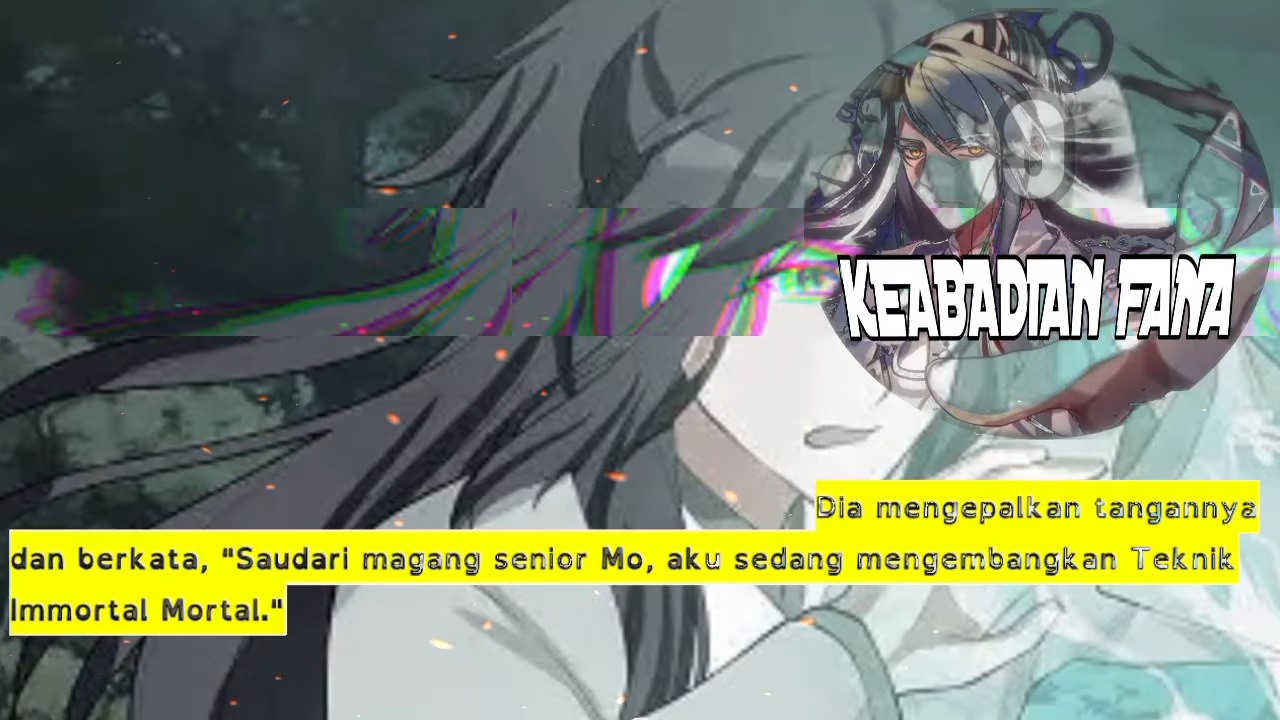 KEABADIAN FANA
Dia mengepalkan tangannya
dan berkata, "Saudari magang senior Mo, aku sedang mengembangkan Teknik
Immortal Mortal."